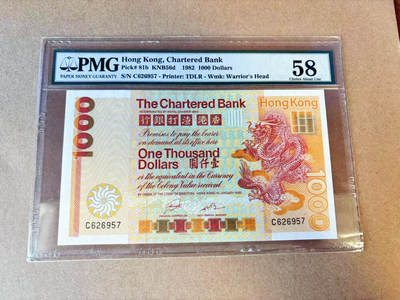 PMG
PAPER MONEY GUARANTY
Hong Kong, Chartered Bank
Pick# 81b KNB56d 1982 1000 Dollars
S/N C626957 - Printer: TDLR - Wmk: Warrior's Head
58
Choice About Unc
1000
The Chartered Bank
Hong Kong
行銀打渣港香
Promises to pay the bearer
on demand at its office here
One Thousand
Dollars
圓仟壹
or the equivalent in the Currency
of the Colony Value received
C626957
C626957
1000